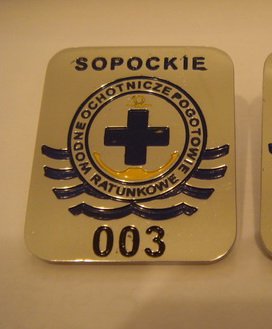 SOPOCKIE
WODNE OCHOTNICZE POGOTOWIE
RATUNKOWE
003